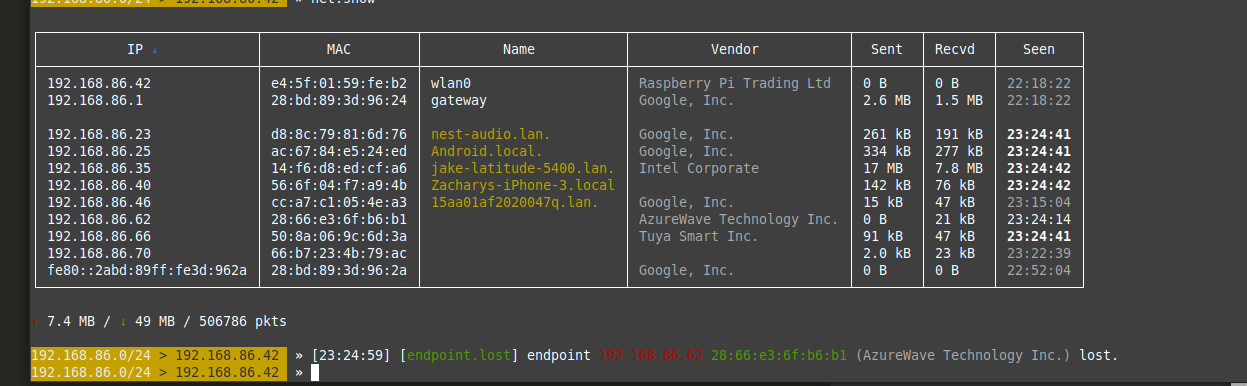 192.168.86.0/24 > 192.168.86.42 » net.show
IP ▴ MAC Name Vendor Sent Recvd Seen
192.168.86.42 e4:5f:01:59:fe:b2 wlan0 Raspberry Pi Trading Ltd 0 B 0 B 22:18:22
192.168.86.1 28:bd:89:3d:96:24 gateway Google, Inc. 2.6 MB 1.5 MB 22:18:22
192.168.86.23 d8:8c:79:81:6d:76 nest-audio.lan. Google, Inc. 261 kB 191 kB 23:24:41
192.168.86.25 ac:67:84:e5:24:ed Android.local. Google, Inc. 334 kB 277 kB 23:24:41
192.168.86.35 14:f6:d8:ed:cf:a6 jake-latitude-5400.lan. Intel Corporate 17 MB 7.8 MB 23:24:42
192.168.86.40 56:6f:04:f7:a9:4b Zacharys-iPhone-3.local 142 kB 76 kB 23:24:42
192.168.86.46 cc:a7:c1:05:4e:a3 15aa01af2020047q.lan. Google, Inc. 15 kB 47 kB 23:15:04
192.168.86.62 28:66:e3:6f:b6:b1 AzureWave Technology Inc. 0 B 21 kB 23:24:14
192.168.86.66 50:8a:06:9c:6d:3a Tuya Smart Inc. 91 kB 47 kB 23:24:41
192.168.86.70 66:b7:23:4b:79:ac 2.0 kB 23 kB 23:22:39
fe80::2abd:89ff:fe3d:962a 28:bd:89:3d:96:2a Google, Inc. 0 B 0 B 22:52:04
↑ 7.4 MB / ↓ 49 MB / 506786 pkts
192.168.86.0/24 > 192.168.86.42 » [23:24:59] [endpoint.lost] endpoint 192.168.86.62 28:66:e3:6f:b6:b1 (AzureWave Technology Inc.) lost.
192.168.86.0/24 > 192.168.86.42 »